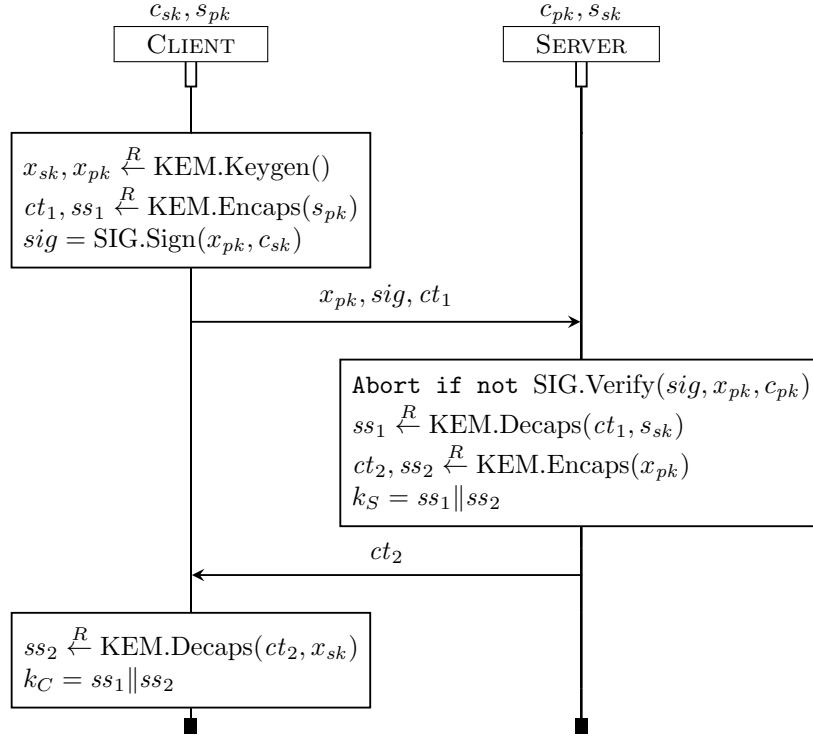 c_{sk}, s_{pk}
c_{pk}, s_{sk}
CLIENT
SERVER
x_{sk}, x_{pk} ←^R KEM.Keygen()
ct_1, ss_1 ←^R KEM.Encaps(s_{pk})
sig = SIG.Sign(x_{pk}, c_{sk})
x_{pk}, sig, ct_1
Abort if not SIG.Verify(sig, x_{pk}, c_{pk})
ss_1 ←^R KEM.Decaps(ct_1, s_{sk})
ct_2, ss_2 ←^R KEM.Encaps(x_{pk})
k_S = ss_1‖ss_2
ct_2
ss_2 ←^R KEM.Decaps(ct_2, x_{sk})
k_C = ss_1‖ss_2